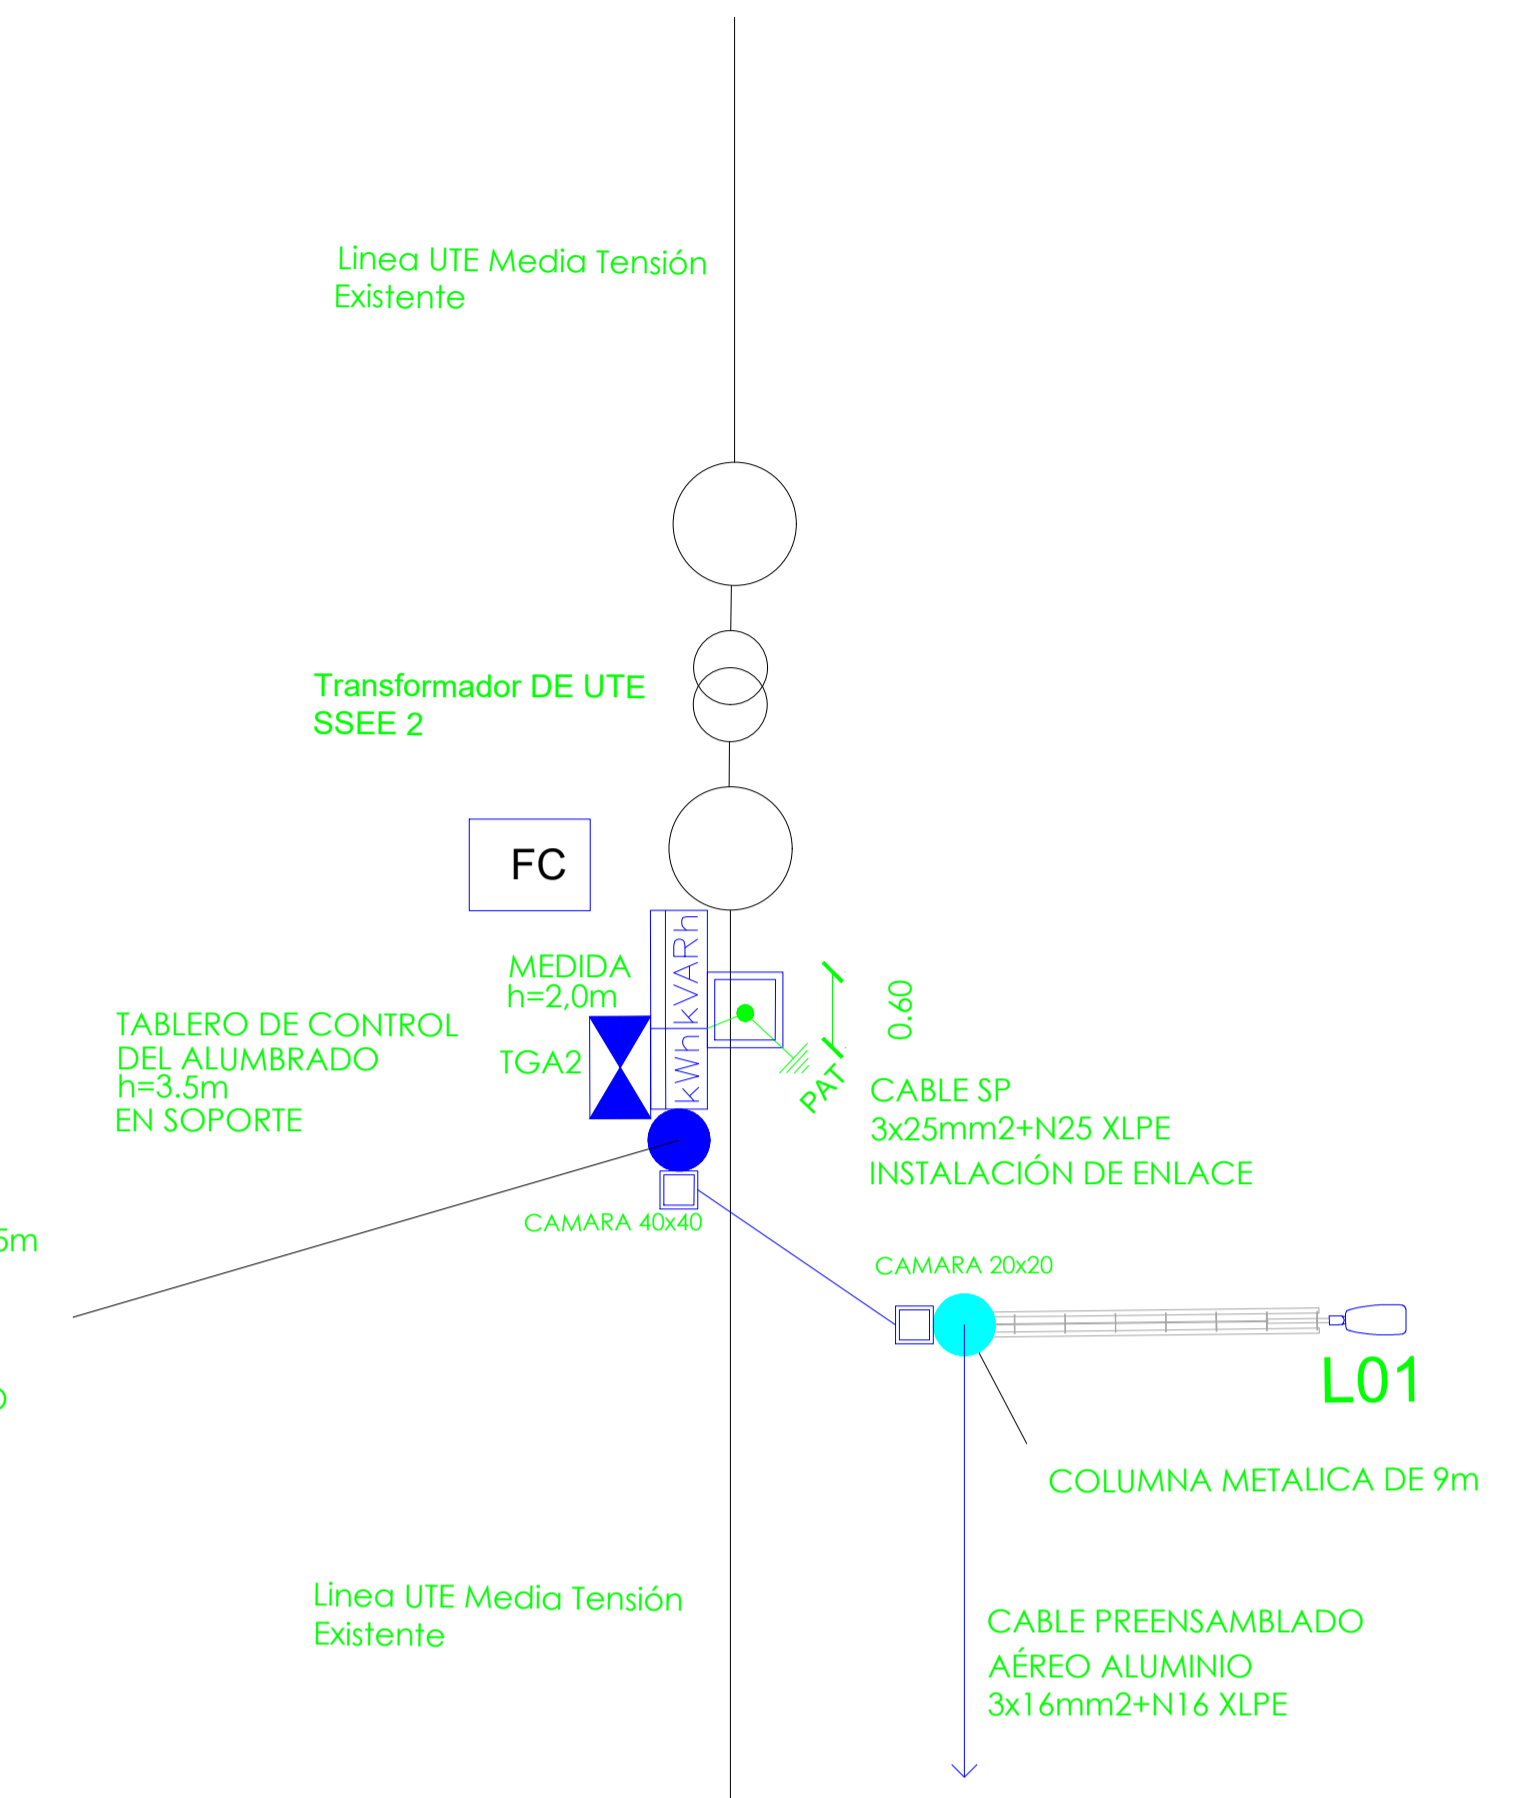 Linea UTE Media Tensión
Existente
Transformador DE UTE
SSEE 2
FC
MEDIDA
h=2,0m
kWh kVARh
0.60
TABLERO DE CONTROL
DEL ALUMBRADO
h=3.5m
EN SOPORTE
TGA2
PAT
CABLE SP
3x25mm2+N25 XLPE
INSTALACIÓN DE ENLACE
CAMARA 40x40
5m
CAMARA 20x20
L01
COLUMNA METALICA DE 9m
Linea UTE Media Tensión
Existente
CABLE PREENSAMBLADO
AÉREO ALUMINIO
3x16mm2+N16 XLPE